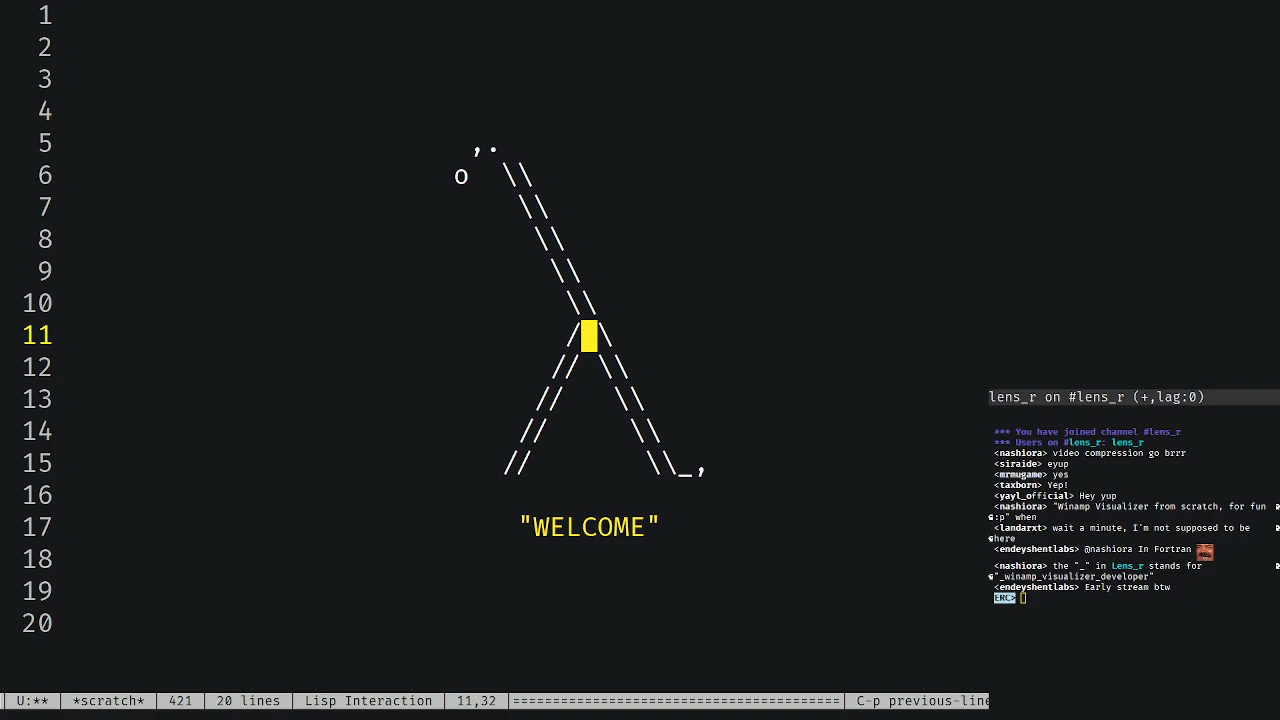 1
2
3
4
5 ,.
6 o \\
7 \\
8 \\
9 \\
10 \\
11 / \
12 // \\
13 // \\
14 // \\
15 // \\_,
16
17 "WELCOME"
18
19
20
U:** *scratch* 421 20 lines Lisp Interaction 11,32 ========================================= C-p previous-line
lens_r on #lens_r (+,lag:0)
*** You have joined channel #lens_r
*** Users on #lens_r: lens_r
<nashiora> video compression go brrr
<siraide> eyup
<mrmugame> yes
<taxborn> Yep!
<yayl_official> Hey yup
<nashiora> "Winamp Visualizer from scratch, for fun
:p" when
<landarxt> wait a minute, I'm not supposed to be
here
<endeyshentlabs> @nashiora In Fortran
<nashiora> the "_" in Lens_r stands for
"_winamp_visualizer_developer"
<endeyshentlabs> Early stream btw
ERC>